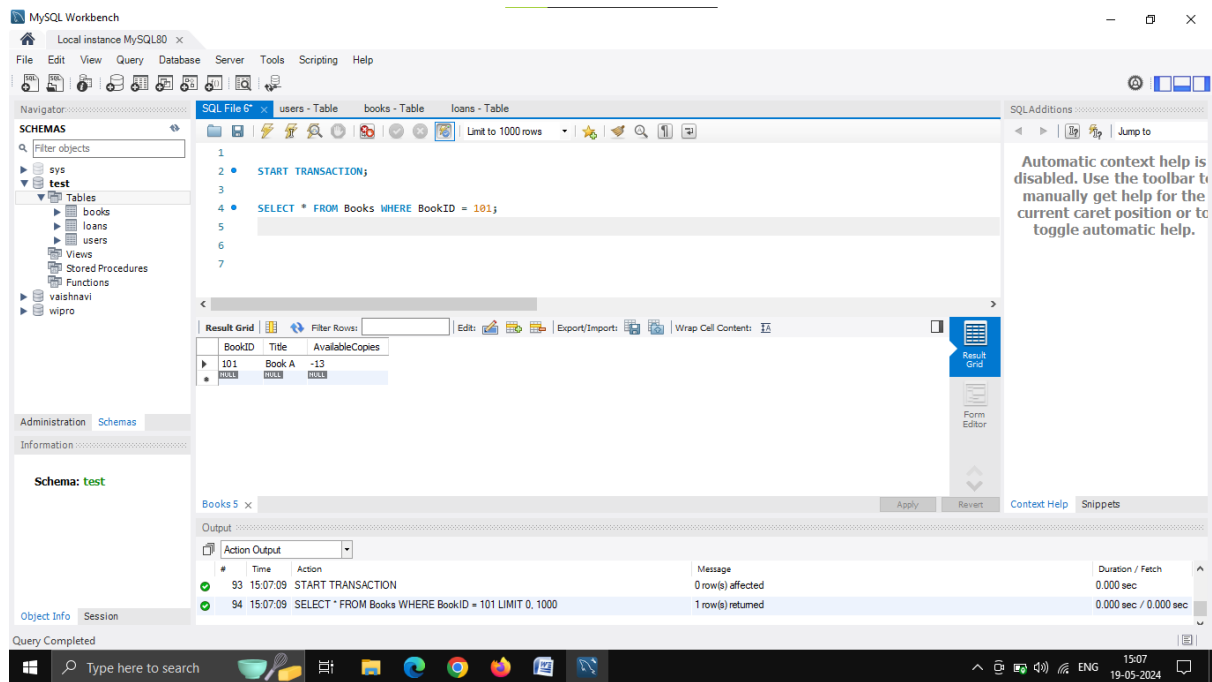 MySQL Workbench
Local instance MySQL80
File Edit View Query Database Server Tools Scripting Help
Navigator
SCHEMAS
Filter objects
sys
test
Tables
books
loans
users
Views
Stored Procedures
Functions
vaishnavi
wipro
Administration Schemas
Information
Schema: test
Object Info Session
SQL File 6* users - Table books - Table loans - Table
Limit to 1000 rows
1
2 START TRANSACTION;
3
4 SELECT * FROM Books WHERE BookID = 101;
5
6
7
Result Grid Filter Rows: Edit: Export/Import: Wrap Cell Content:
BookID Title AvailableCopies
101 Book A -13
NULL NULL NULL
Result
Grid
Form
Editor
Books 5 Apply Revert
SQLAdditions
Jump to
Automatic context help is
disabled. Use the toolbar to
manually get help for the
current caret position or to
toggle automatic help.
Context Help Snippets
Output
Action Output
# Time Action Message Duration / Fetch
93 15:07:09 START TRANSACTION 0 row(s) affected 0.000 sec
94 15:07:09 SELECT * FROM Books WHERE BookID = 101 LIMIT 0, 1000 1 row(s) returned 0.000 sec / 0.000 sec
Query Completed
Type here to search
ENG
15:07
19-05-2024